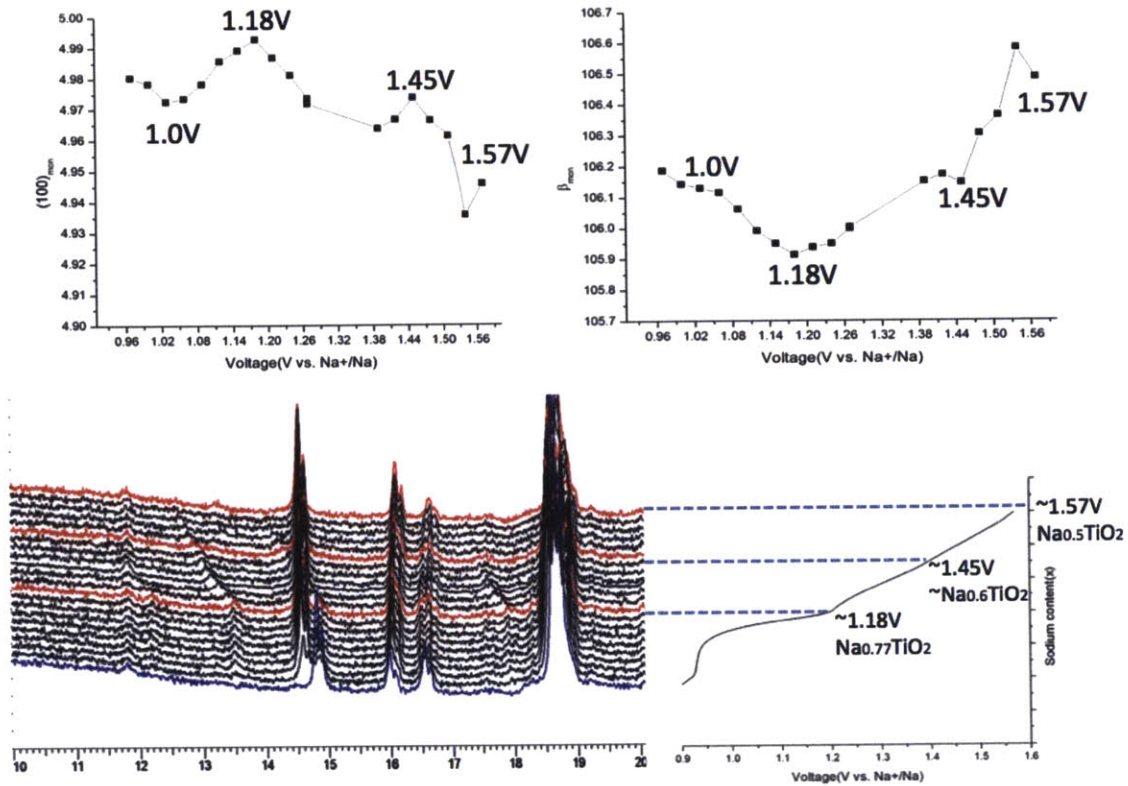 5.00
4.99
4.98
4.97
4.96
4.95
4.94
4.93
4.92
4.91
4.90
(100)mon
1.18V
1.0V
1.45V
1.57V
0.96 1.02 1.08 1.14 1.20 1.26 1.32 1.38 1.44 1.50 1.56
Voltage(V vs. Na+/Na)
106.7
106.6
106.5
106.4
106.3
106.2
106.1
106.0
105.9
105.8
105.7
βmon
1.0V
1.18V
1.45V
1.57V
0.96 1.02 1.08 1.14 1.20 1.26 1.32 1.38 1.44 1.50 1.56
Voltage(V vs. Na+/Na)
10 11 12 13 14 15 16 17 18 19 20
~1.57V
Na0.5TiO2
~1.45V
~Na0.6TiO2
~1.18V
Na0.77TiO2
Sodium content(x)
0.9 1.0 1.1 1.2 1.3 1.4 1.5 1.6
Voltage(V vs. Na+/Na)